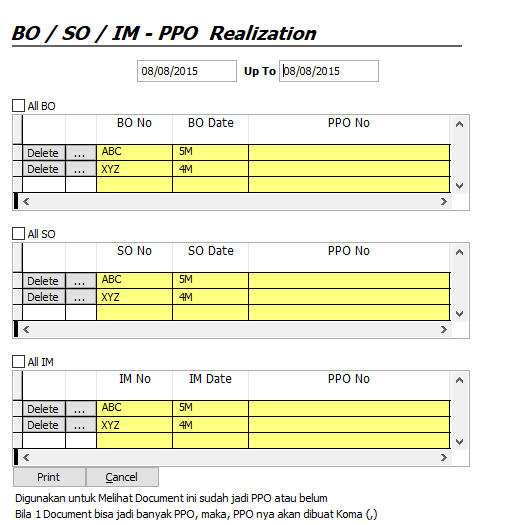 BO / SO / IM - PPO Realization
08/08/2015 Up To 08/08/2015
All BO
BO No BO Date PPO No
Delete ... ABC 5M
Delete ... XYZ 4M
All SO
SO No SO Date PPO No
Delete ... ABC 5M
Delete ... XYZ 4M
All IM
IM No IM Date PPO No
Delete ... ABC 5M
Delete ... XYZ 4M
Print Cancel
Digunakan untuk Melihat Document ini sudah jadi PPO atau belum
Bila 1 Document bisa jadi banyak PPO, maka, PPO nya akan dibuat Koma (,)